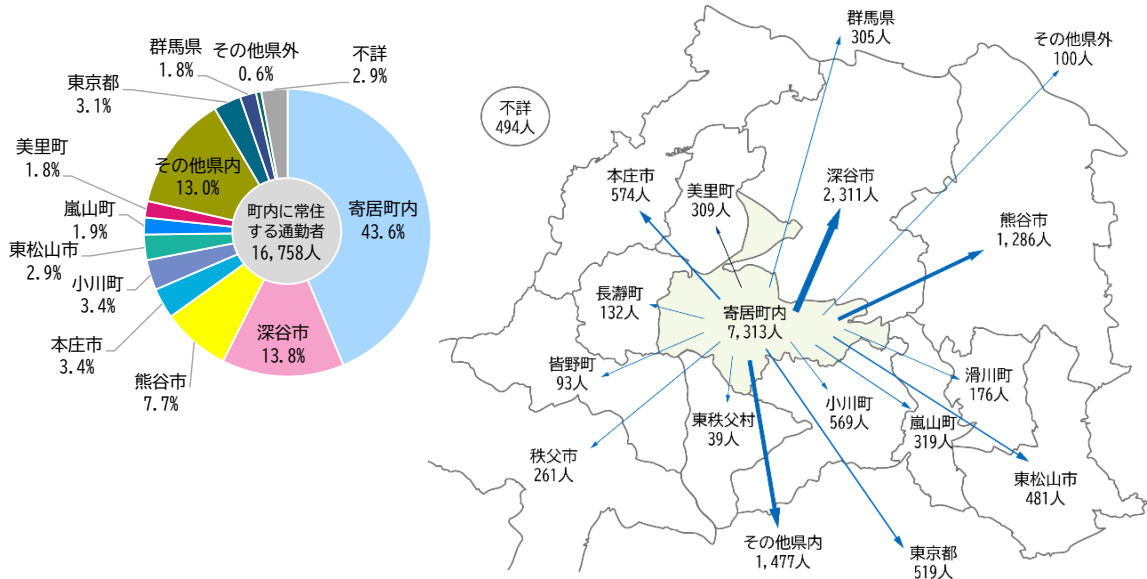 群馬県
1.8%
その他県外
0.6%
不詳
2.9%
東京都
3.1%
美里町
1.8%
その他県内
13.0%
嵐山町
1.9%
東松山市
2.9%
小川町
3.4%
本庄市
3.4%
熊谷市
7.7%
深谷市
13.8%
寄居町内
43.6%
町内に常住
する通勤者
16,758人
不詳
494人
群馬県
305人
その他県外
100人
本庄市
574人
美里町
309人
深谷市
2,311人
熊谷市
1,286人
長瀞町
132人
寄居町内
7,313人
皆野町
93人
滑川町
176人
東秩父村
39人
小川町
569人
嵐山町
319人
秩父市
261人
東松山市
481人
その他県内
1,477人
東京都
519人